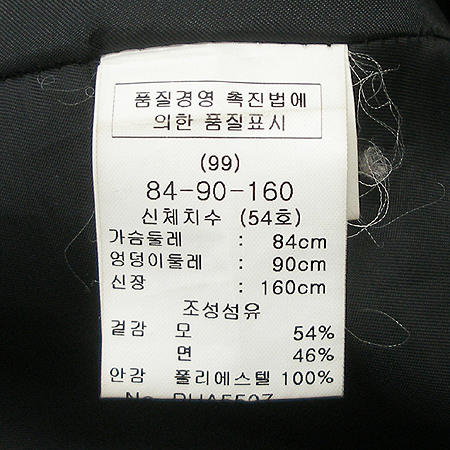 품질경영 촉진법에
의한 품질표시
(99)
84-90-160
신체치수 (54호)
가슴둘레 : 84cm
엉덩이둘레 : 90cm
신장 : 160cm
조성섬유
겉감 모 54%
면 46%
안감 폴리에스텔 100%
No